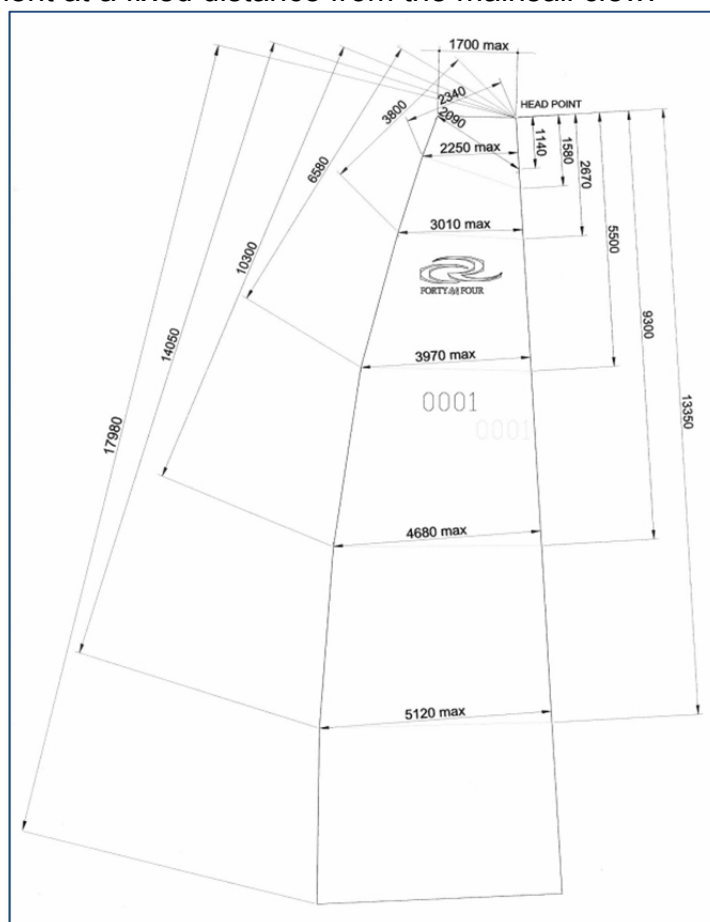 nent at a fixed distance from the mainsail clew.
1700 max
HEAD POINT
2340
3800
2090
1140
1580
2670
2250 max
6580
3010 max
5500
10300
FORTY FOUR
9300
14050
3970 max
0001
0001
13350
17980
4680 max
5120 max